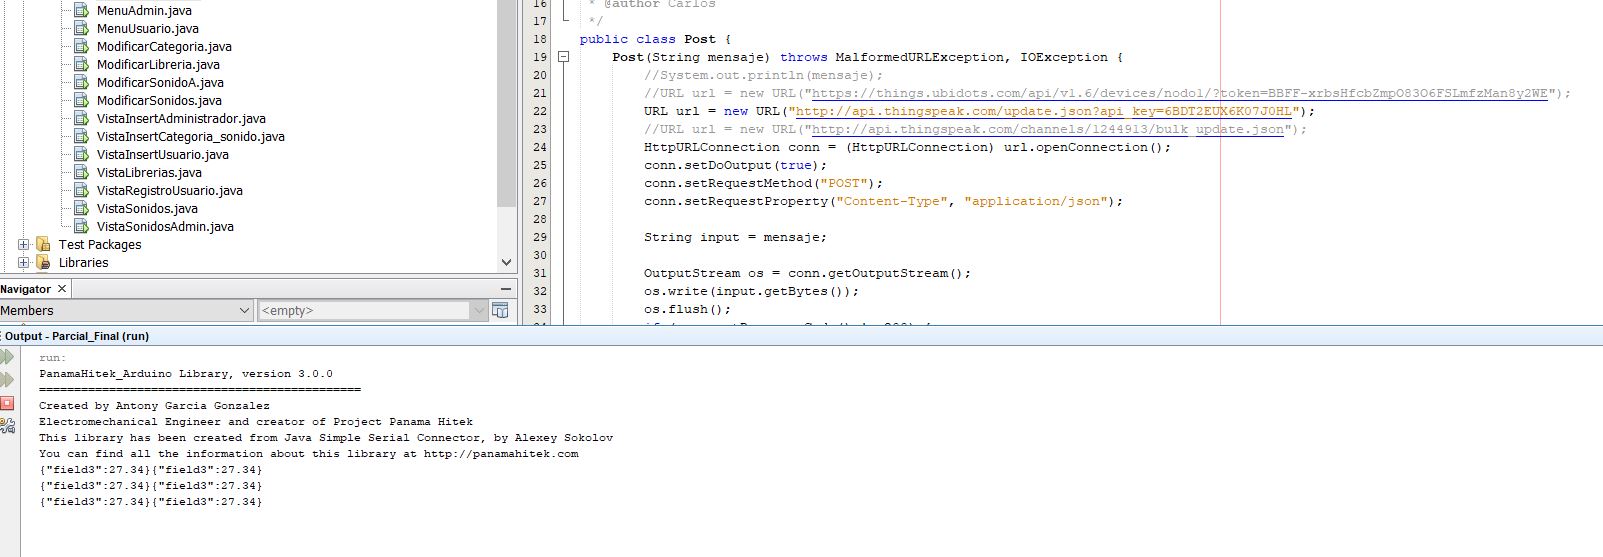 MenuAdmin.java
MenuUsuario.java
ModificarCategoria.java
ModificarLibreria.java
ModificarSonidoA.java
ModificarSonidos.java
VistaInsertAdministrador.java
VistaInsertCategoria_sonido.java
VistaInsertUsuario.java
VistaLibrerias.java
VistaRegistroUsuario.java
VistaSonidos.java
VistaSonidosAdmin.java
Test Packages
Libraries
Navigator
Members
<empty>
16 * @author Carlos
17 */
18 public class Post {
19 Post(String mensaje) throws MalformedURLException, IOException {
20 //System.out.println(mensaje);
21 //URL url = new URL("https://things.ubidots.com/api/v1.6/devices/nodo1/?token=BBFF-xrbsHfcbZmpO83O6FSLmfzMan8y2WE");
22 URL url = new URL("http://api.thingspeak.com/update.json?api_key=6BDT2EUX6K07J0HL");
23 //URL url = new URL("http://api.thingspeak.com/channels/1244913/bulk_update.json");
24 HttpURLConnection conn = (HttpURLConnection) url.openConnection();
25 conn.setDoOutput(true);
26 conn.setRequestMethod("POST");
27 conn.setRequestProperty("Content-Type", "application/json");
28
29 String input = mensaje;
30
31 OutputStream os = conn.getOutputStream();
32 os.write(input.getBytes());
33 os.flush();
Output - Parcial_Final (run)
run:
PanamaHitek_Arduino Library, version 3.0.0
==============================================
Created by Antony Garcia Gonzalez
Electromechanical Engineer and creator of Project Panama Hitek
This library has been created from Java Simple Serial Connector, by Alexey Sokolov
You can find all the information about this library at http://panamahitek.com
{"field3":27.34}{"field3":27.34}
{"field3":27.34}{"field3":27.34}
{"field3":27.34}{"field3":27.34}